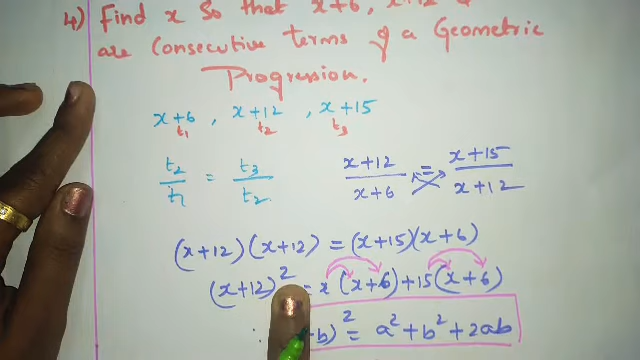 4) Find x So that x+6, x+12 &
are Consecutive terms of a Geometric
Progression.
x+6 , x+12 , x+15
t₁ t₂ t₃
t₂/t₁ = t₃/t₂ (x+12)/(x+6) = (x+15)/(x+12)
(x+12)(x+12) = (x+15)(x+6)
(x+12)² = x(x+6)+15(x+6)
∴ b)² = a²+b²+2ab